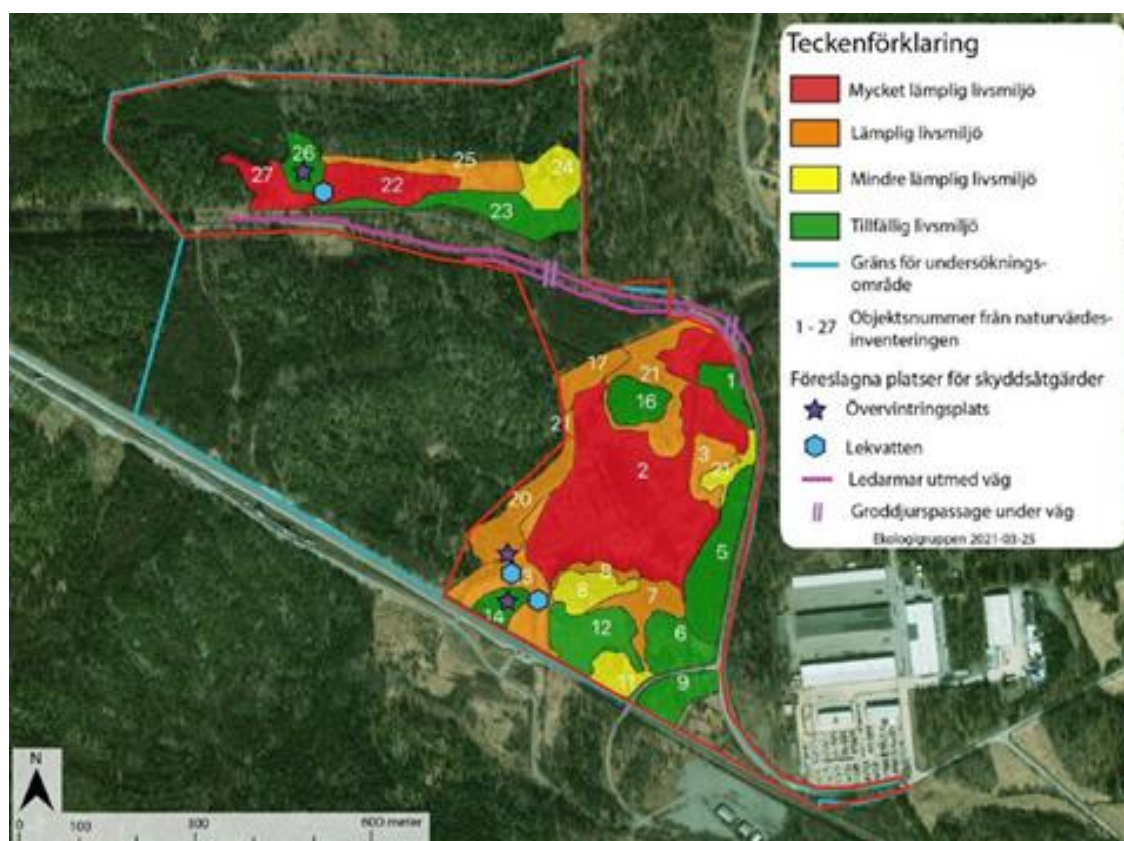 Teckenförklaring
Mycket lämplig livsmiljö
Lämplig livsmiljö
Mindre lämplig livsmiljö
Tillfällig livsmiljö
Gräns för undersöknings-
område
1 - 27 Objektsnummer från naturvärdes-
inventeringen
Föreslagna platser för skyddsåtgärder
Övervintringsplats
Lekvatten
Ledarmar utmed väg
Groddjurspassage under väg
Ekologigruppen 2021-03-25
26
25
24
27
22
23
17
21
1
16
21
3
2
21
20
5
3
8
7
14
12
6
11
9
N
0 100 300 600 meter